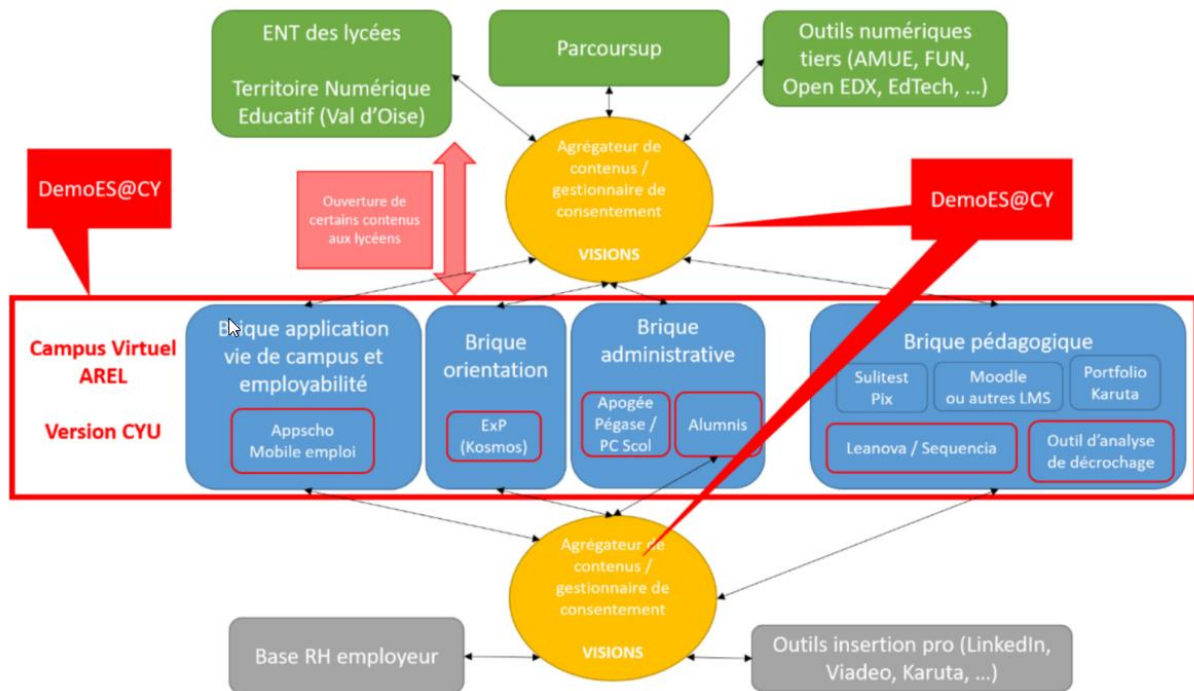 ENT des lycées
Territoire Numérique
Educatif (Val d'Oise)
Parcoursup
Outils numériques
tiers (AMUE, FUN,
Open EDX, EdTech, ...)
DemoES@CY
Ouverture de
certains contenus
aux lycéens
Agrégateur de
contenus /
gestionnaire de
consentement
VISIONS
DemoES@CY
Campus Virtuel
AREL
Version CYU
Brique application
vie de campus et
employabilité
Appscho
Mobile emploi
Brique
orientation
ExP
(Kosmos)
Brique
administrative
Apogée
Pégase /
PC Scol
Alumnis
Brique pédagogique
Sulitest
Pix
Moodle
ou autres LMS
Portfolio
Karuta
Leanova / Sequencia
Outil d'analyse
de décrochage
Agrégateur de
contenus /
gestionnaire de
consentement
VISIONS
Base RH employeur
Outils insertion pro (LinkedIn,
Viadeo, Karuta, ...)